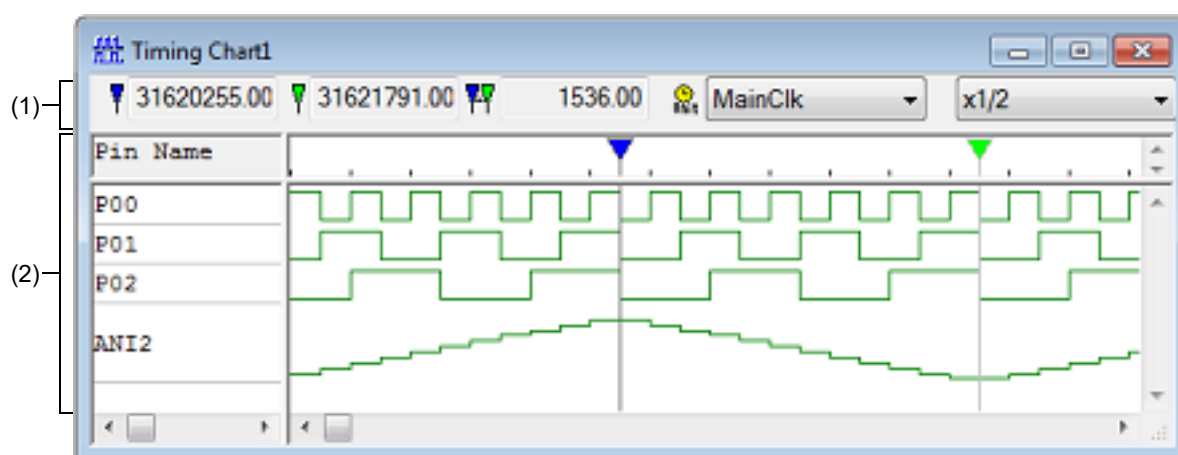 Timing Chart1
(1) 31620255.00 31621791.00 1536.00 MainClk x1/2
Pin Name
P00
P01
(2)
P02
ANI2